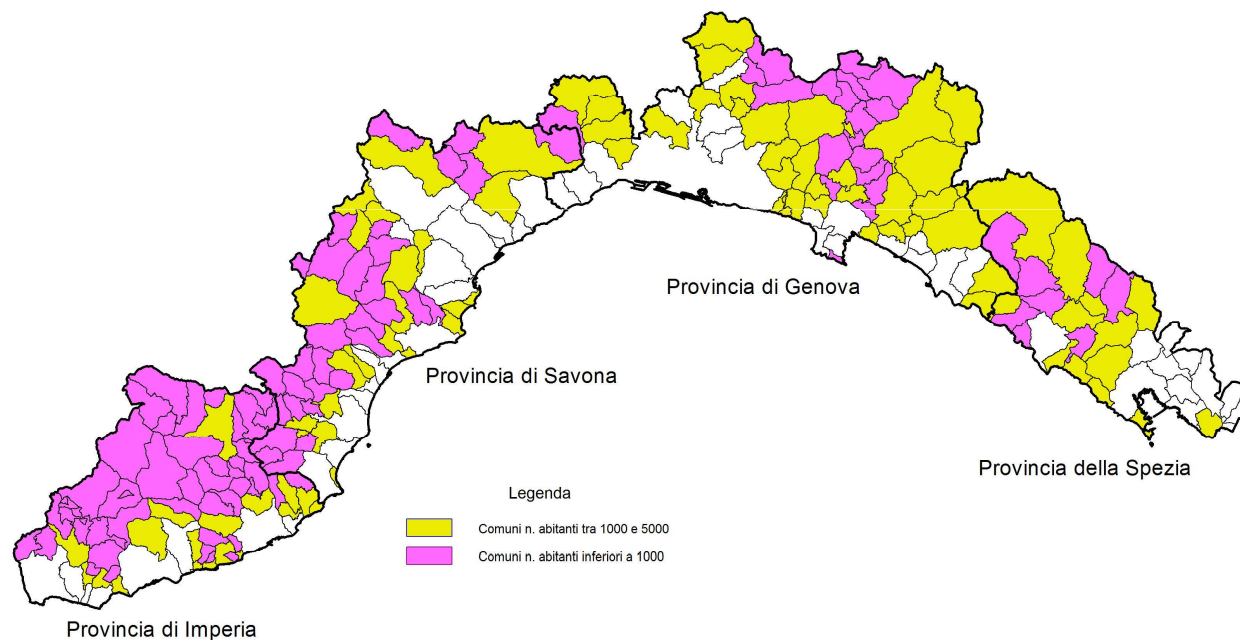 Provincia di Genova
Provincia di Savona
Provincia della Spezia
Legenda
Comuni n. abitanti tra 1000 e 5000
Comuni n. abitanti inferiori a 1000
Provincia di Imperia